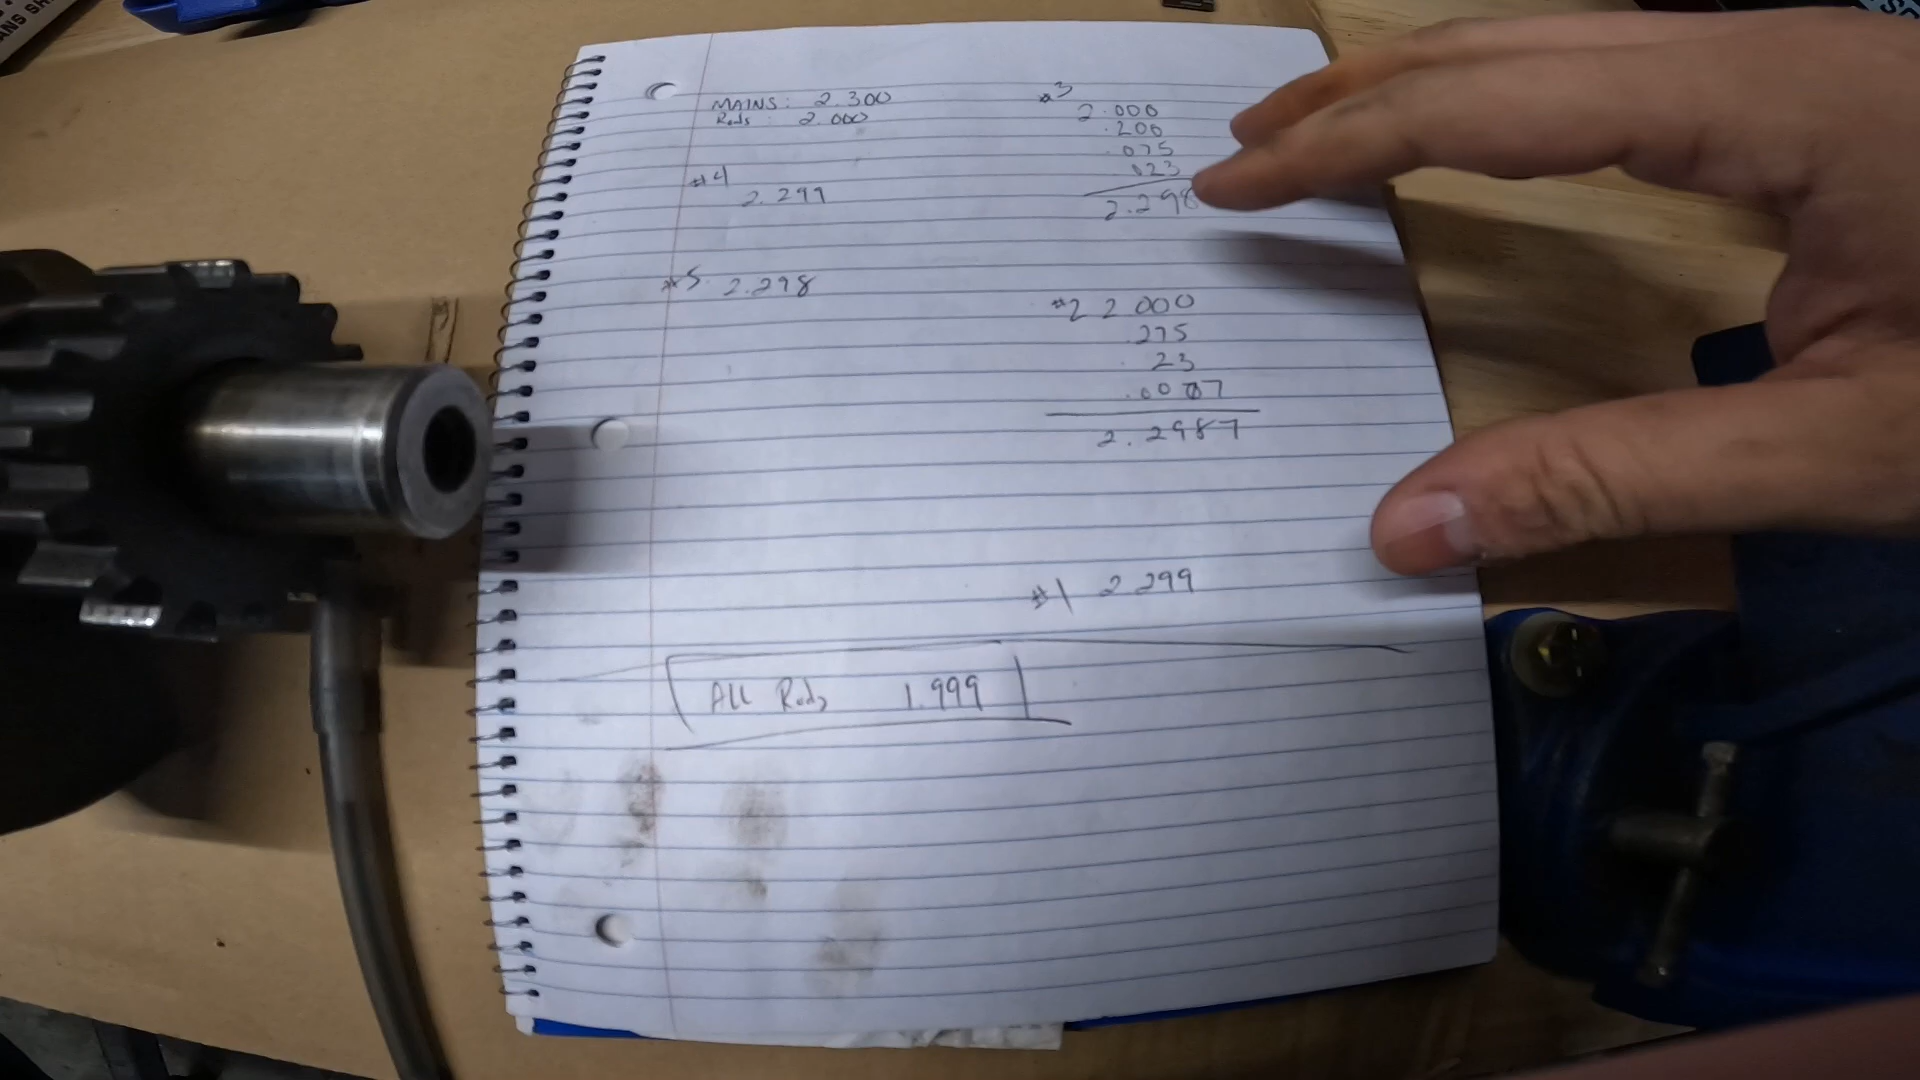 MAINS: 2.300
Rods: 2.000
#4
2.299
#5 2.298
#3
2.000
.200
.075
.023
2.298
#2 2 000
.275
.23
.0007
2.2987
#1 2 299
ALL Rods 1.999